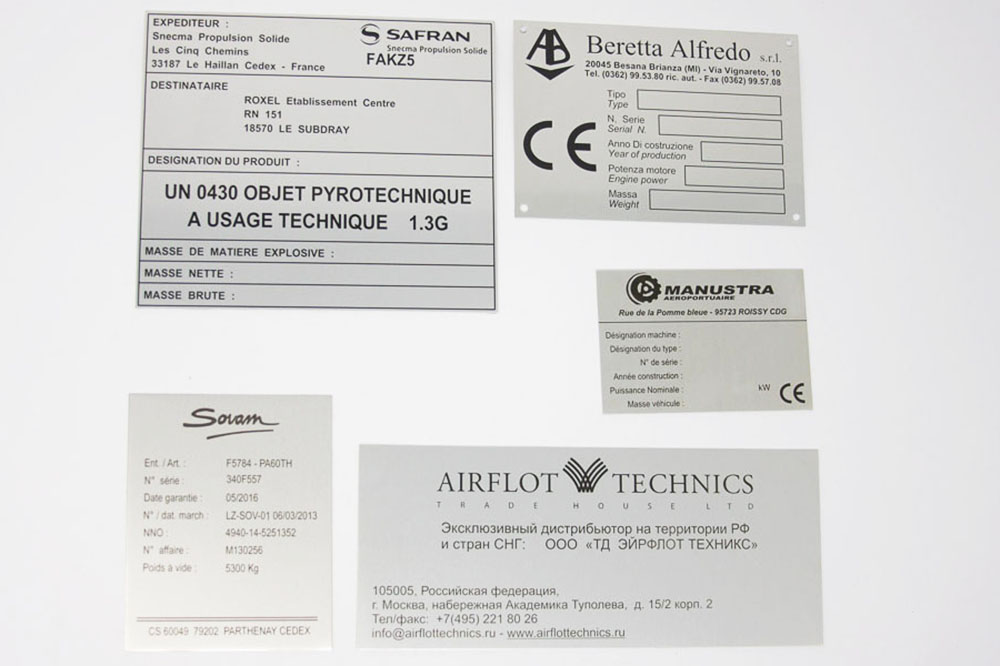 EXPEDITEUR :
Snecma Propulsion Solide
Les Cinq Chemins
33187 Le Haillan Cedex - France
SAFRAN
Snecma Propulsion Solide
FAKZ5
DESTINATAIRE
ROXEL Etablissement Centre
RN 151
18570 LE SUBDRAY
DESIGNATION DU PRODUIT :
UN 0430 OBJET PYROTECHNIQUE
A USAGE TECHNIQUE 1.3G
MASSE DE MATIERE EXPLOSIVE :
MASSE NETTE :
MASSE BRUTE :
AB
Beretta Alfredo s.r.l.
20045 Besana Brianza (MI) - Via Vignareto, 10
Tel. (0362) 99.53.80 ric. aut. - Fax (0362) 99.57.08
CE
Tipo
Type
N. Serie
Serial N.
Anno Di costruzione
Year of production
Potenza motore
Engine power
Massa
Weight
MANUSTRA
AEROPORTUAIRE
Rue de la Pomme bleue - 95723 ROISSY CDG
Désignation machine :
Désignation du type :
N° de série :
Année construction :
Puissance Nominale : kW
Masse véhicule :
CE
Sovam
Ent. / Art. : F5784 - PA60TH
N° série : 340F557
Date garantie : 05/2016
N° / dat. march : LZ-SOV-01 06/03/2013
NNO : 4940-14-5251352
N° affaire : M130256
Poids à vide : 5300 Kg
CS 60049 79202 PARTHENAY CEDEX
AIRFLOT TECHNICS
TRADE HOUSE LTD
Эксклюзивный дистрибьютор на территории РФ
и стран СНГ: ООО «ТД ЭЙРФЛОТ ТЕХНИКС»
105005, Российская федерация,
г. Москва, набережная Академика Туполева, д. 15/2 корп. 2
Тел/факс: +7(495) 221 80 26
info@airflottechnics.ru - www.airflottechnics.ru